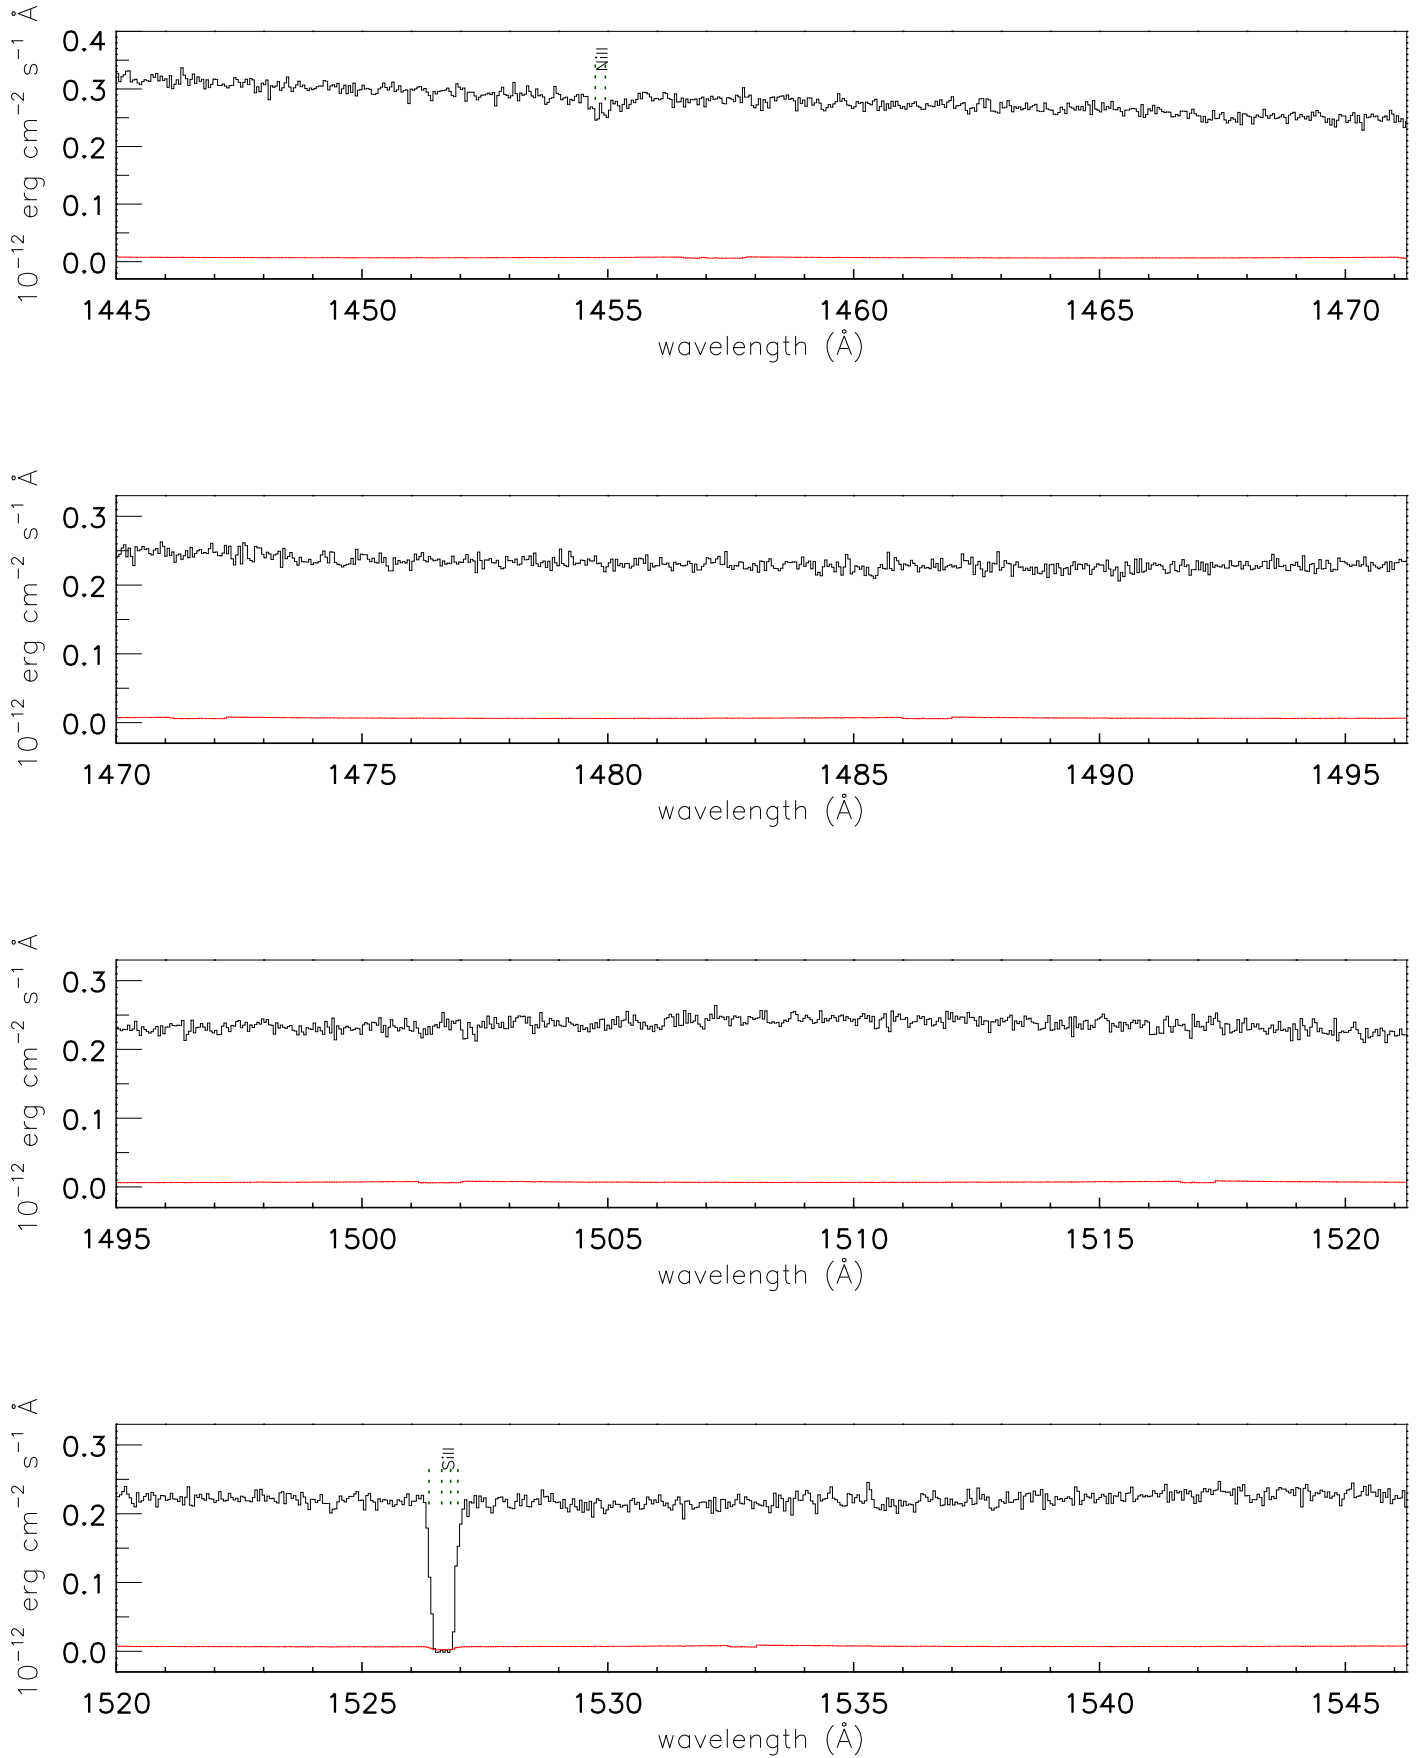 10⁻¹² erg cm⁻² s⁻¹ Å
0.4
0.3
0.2
0.1
0.0
NiII
1445 1450 1455 1460 1465 1470
wavelength (Å)
10⁻¹² erg cm⁻² s⁻¹ Å
0.3
0.2
0.1
0.0
1470 1475 1480 1485 1490 1495
wavelength (Å)
10⁻¹² erg cm⁻² s⁻¹ Å
0.3
0.2
0.1
0.0
1495 1500 1505 1510 1515 1520
wavelength (Å)
10⁻¹² erg cm⁻² s⁻¹ Å
0.3
0.2
0.1
0.0
SiII
1520 1525 1530 1535 1540 1545
wavelength (Å)